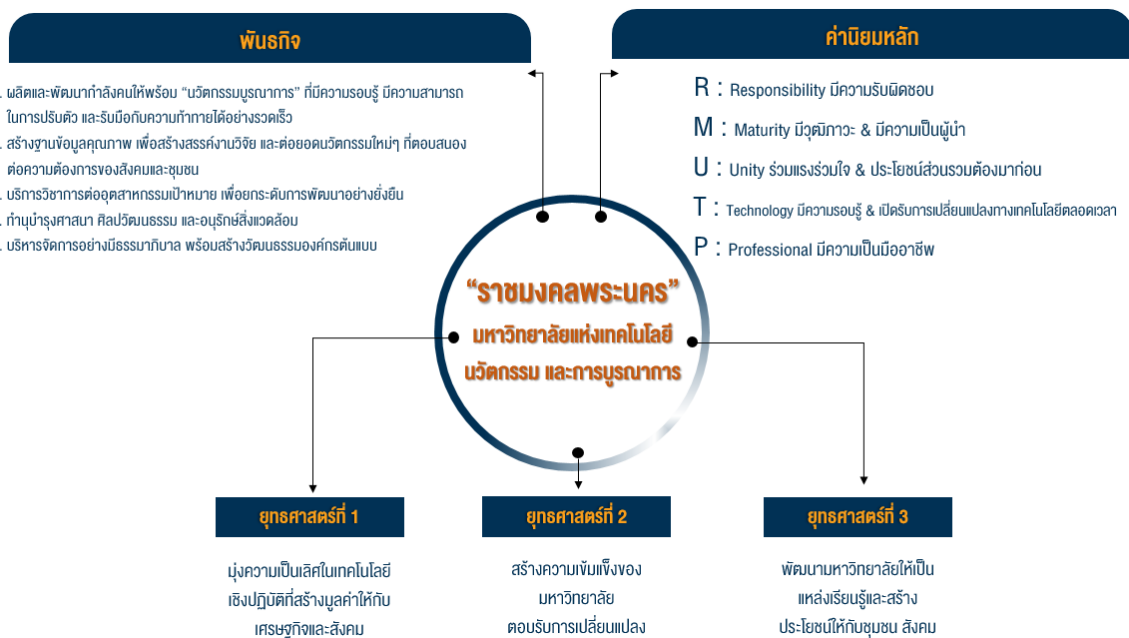 พันธกิจ
. ผลิตและพัฒนากำลังคนให้พร้อม “นวัตกรรมบูรณาการ” ที่มีความรอบรู้ มีความสามารถ
ในการปรับตัว และรับมือกับความท้าทายได้อย่างรวดเร็ว
. สร้างฐานข้อมูลคุณภาพ เพื่อสร้างสรรค์งานวิจัย และต่อยอดนวัตกรรมใหม่ๆ ที่ตอบสนอง
ต่อความต้องการของสังคมและชุมชน
. บริการวิชาการต่ออุตสาหกรรมเป้าหมาย เพื่อยกระดับการพัฒนาอย่างยั่งยืน
. ทำนุบำรุงศาสนา ศิลปวัฒนธรรม และอนุรักษ์สิ่งแวดล้อม
. บริหารจัดการอย่างมีธรรมาภิบาล พร้อมสร้างวัฒนธรรมองค์กรต้นแบบ
ค่านิยมหลัก
R : Responsibility มีความรับผิดชอบ
M : Maturity มีวุฒิภาวะ & มีความเป็นผู้นำ
U : Unity ร่วมแรงร่วมใจ & ประโยชน์ส่วนรวมต้องมาก่อน
T : Technology มีความรอบรู้ & เปิดรับการเปลี่ยนแปลงทางเทคโนโลยีตลอดเวลา
P : Professional มีความเป็นมืออาชีพ
“ราชมงคลพระนคร”
มหาวิทยาลัยแห่งเทคโนโลยี
นวัตกรรม และการบูรณาการ
ยุทธศาสตร์ที่ 1
มุ่งความเป็นเลิศในเทคโนโลยี
เชิงปฏิบัติที่สร้างมูลค่าให้กับ
เศรษฐกิจและสังคม
ยุทธศาสตร์ที่ 2
สร้างความเข้มแข็งของ
มหาวิทยาลัย
ตอบรับการเปลี่ยนแปลง
ยุทธศาสตร์ที่ 3
พัฒนามหาวิทยาลัยให้เป็น
แหล่งเรียนรู้และสร้าง
ประโยชน์ให้กับชุมชน สังคม